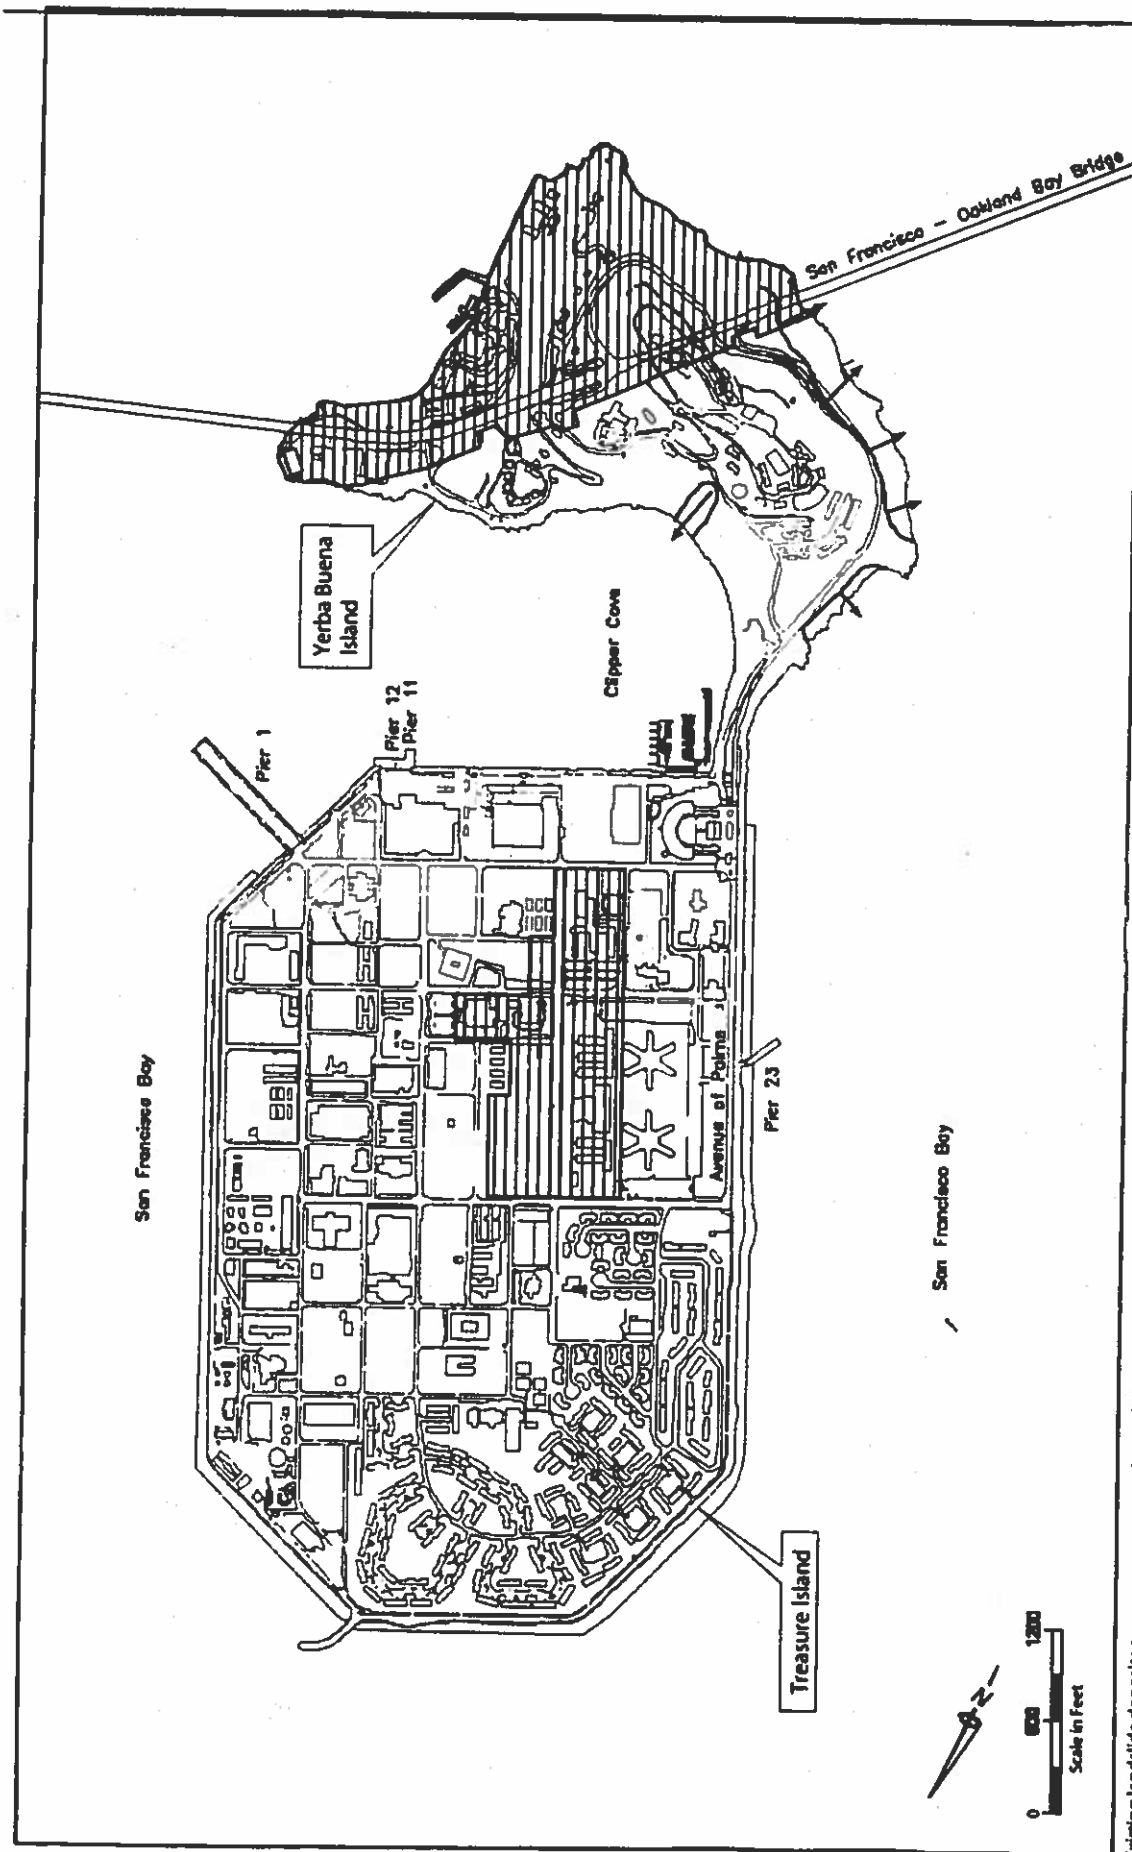 San Francisco - Oakland Bay Bridge
Yerba Buena
Island
Clipper Cove
Pier 1
Pier 12
Pier 11
San Francisco Bay
Avenue of Palms
Pier 23
San Francisco Bay
Treasure Island
N
0 600 1200
Scale in Feet